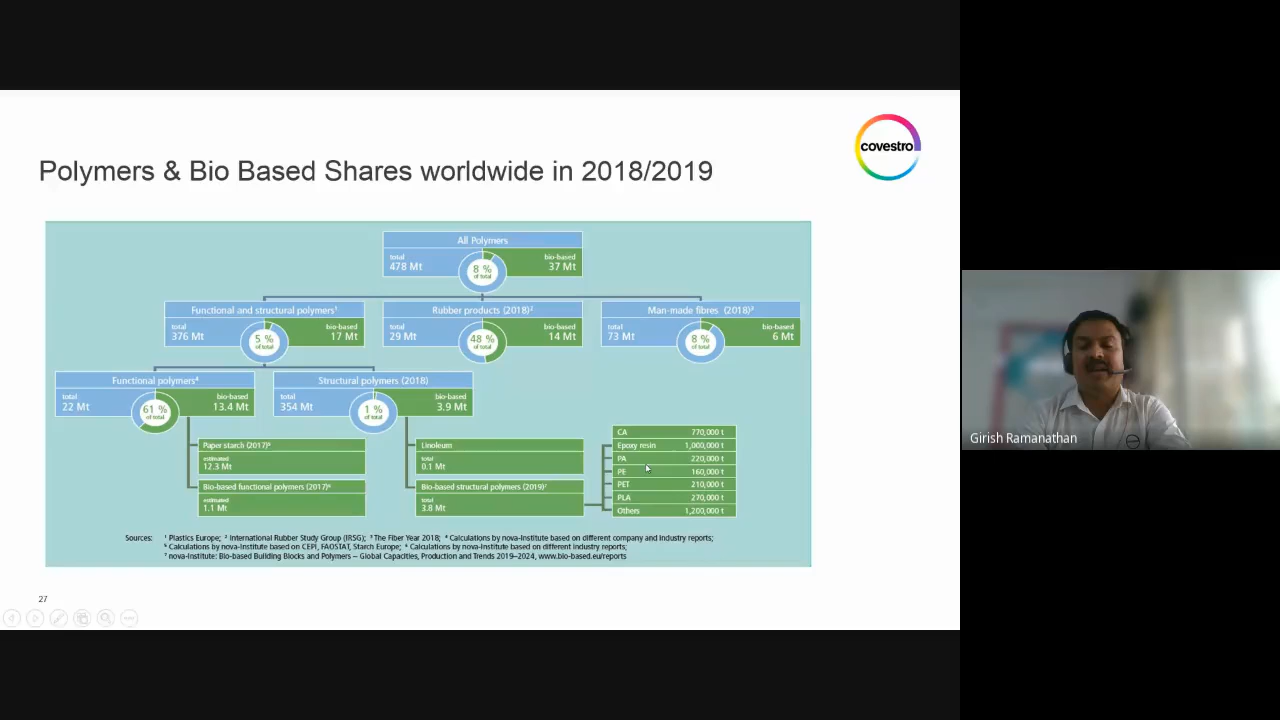 covestro
Polymers & Bio Based Shares worldwide in 2018/2019
All Polymers
total
478 Mt
8 %
of total
bio-based
37 Mt
Functional and structural polymers¹
total
376 Mt
5 %
of total
bio-based
17 Mt
Rubber products (2018)²
total
29 Mt
48 %
of total
bio-based
14 Mt
Man-made fibres (2018)³
total
73 Mt
8 %
of total
bio-based
6 Mt
Functional polymers⁴
total
22 Mt
61 %
of total
bio-based
13.4 Mt
Structural polymers (2018)
total
354 Mt
1 %
of total
bio-based
3.9 Mt
Paper starch (2017)⁵
estimated
12.3 Mt
Bio-based functional polymers (2017)⁶
estimated
1.1 Mt
Linoleum
total
0.1 Mt
Bio-based structural polymers (2019)⁷
total
3.8 Mt
CA 770,000 t
Epoxy resin 1,000,000 t
PA 220,000 t
PE 160,000 t
PET 210,000 t
PLA 270,000 t
Others 1,200,000 t
Sources: ¹ Plastics Europe; ² International Rubber Study Group (IRSG); ³ The Fiber Year 2018; ⁴ Calculations by nova-Institute based on different company and industry reports;
⁵ Calculations by nova-Institute based on CEPI, FAOSTAT, Starch Europe; ⁶ Calculations by nova-Institute based on different industry reports;
⁷ nova-Institute: Bio-based Building Blocks and Polymers – Global Capacities, Production and Trends 2019–2024, www.bio-based.eu/reports
27
Girish Ramanathan